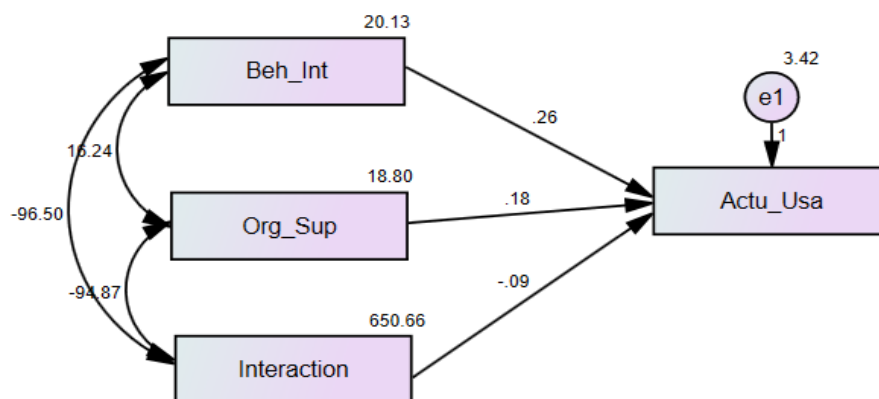 20.13
Beh_Int
3.42
e1
1
.26
16.24
18.80
Org_Sup
.18
Actu_Usa
-96.50
-94.87
-.09
650.66
Interaction